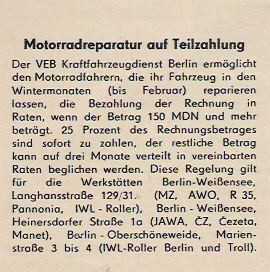 Motorradreparatur auf Teilzahlung
Der VEB Kraftfahrzeugdienst Berlin ermöglicht
den Motorradfahrern, die ihr Fahrzeug in den
Wintermonaten (bis Februar) reparieren
lassen, die Bezahlung der Rechnung in
Raten, wenn der Betrag 150 MDN und mehr
beträgt. 25 Prozent des Rechnungsbetrages
sind sofort zu zahlen, der restliche Betrag
kann auf drei Monate verteilt in vereinbarten
Raten beglichen werden. Diese Regelung gilt
für die Werkstätten Berlin-Weißensee,
Langhansstraße 129/31. (MZ, AWO, R 35,
Pannonia, IWL - Roller), Berlin - Weißensee,
Heinersdorfer Straße 1a (JAWA, ČZ, Čezeta,
Manet), Berlin - Oberschöneweide, Marien-
straße 3 bis 4 (IWL-Roller Berlin und Troll).